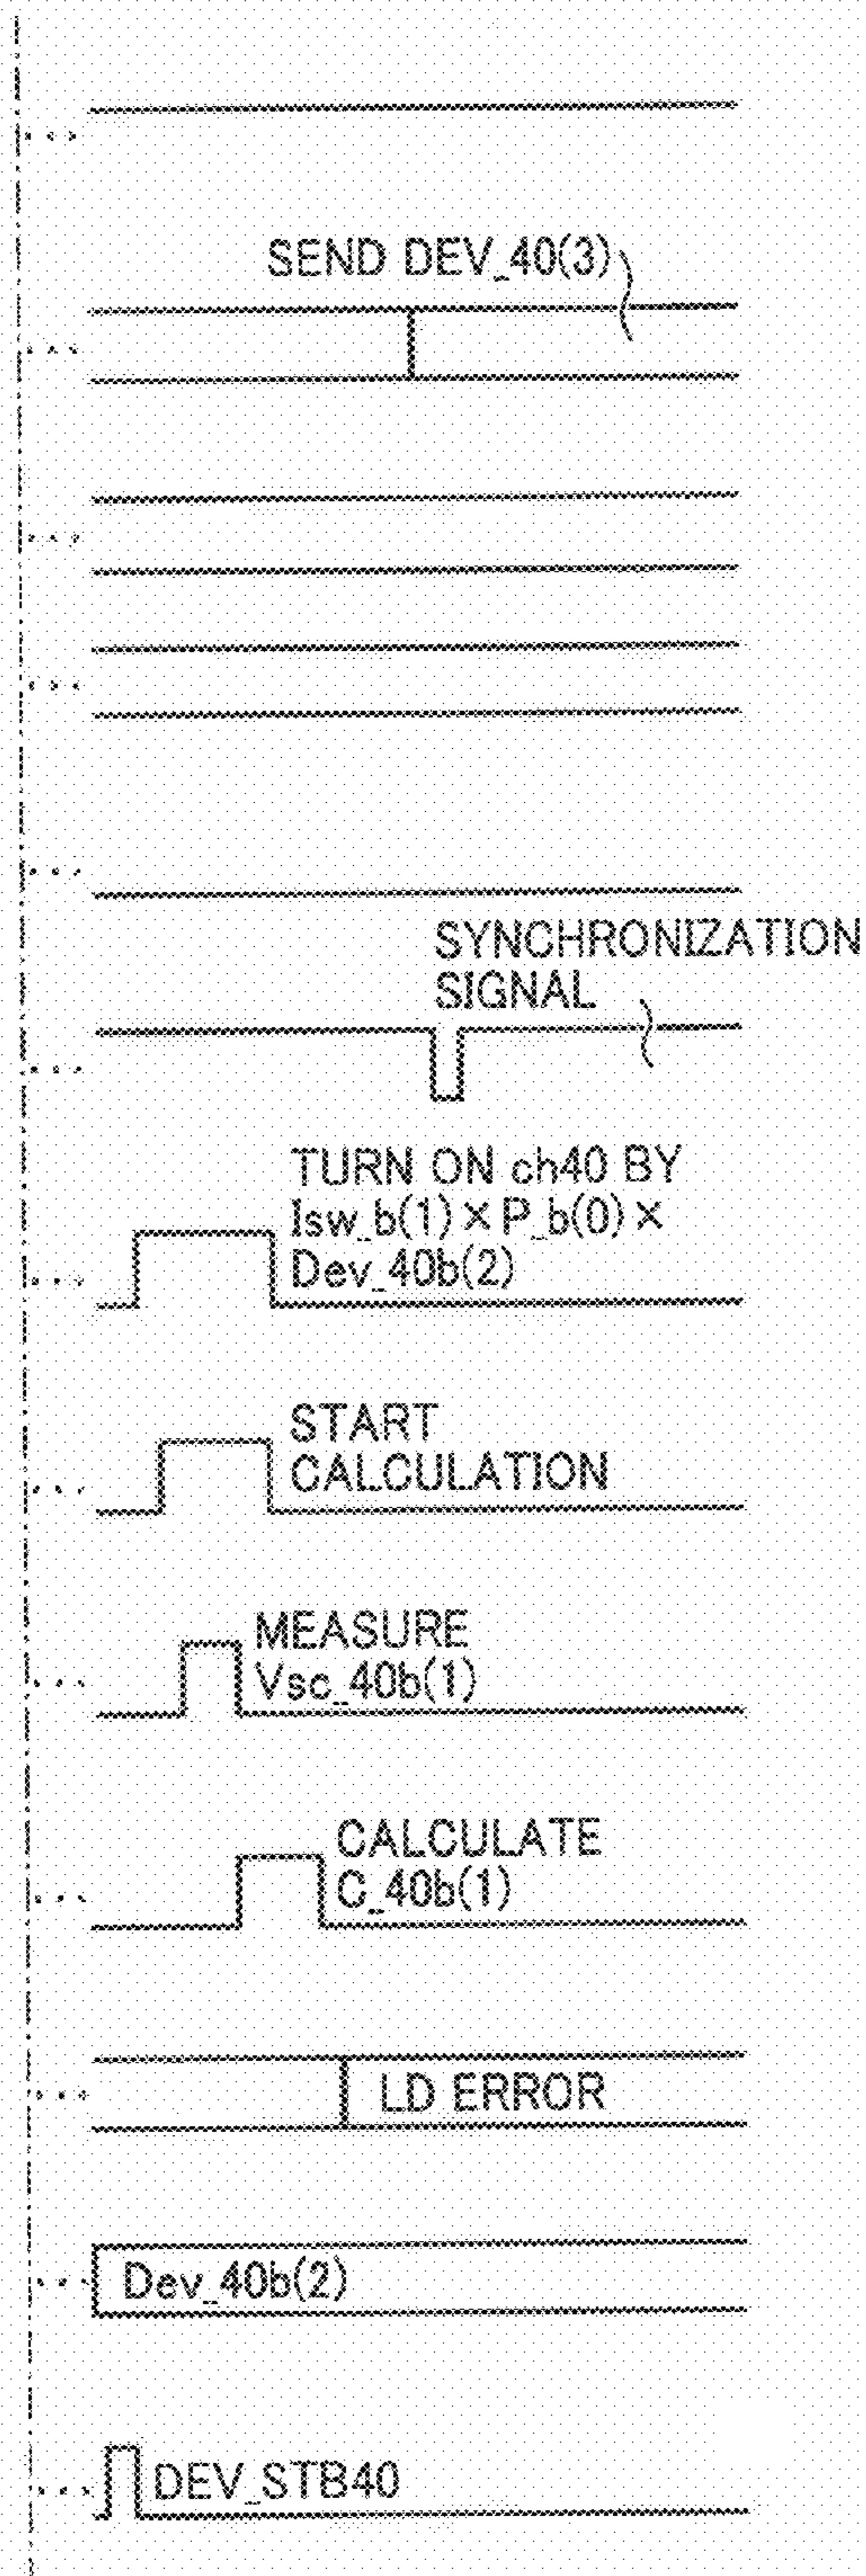 SEND DEV_40(3)
SYNCHRONIZATION
SIGNAL
TURN ON ch40 BY
Isw_b(1)×P_b(0)×
Dev_40b(2)
START
CALCULATION
MEASURE
Vsc_40b(1)
CALCULATE
C_40b(1)
LD ERROR
Dev_40b(2)
DEV_STB40